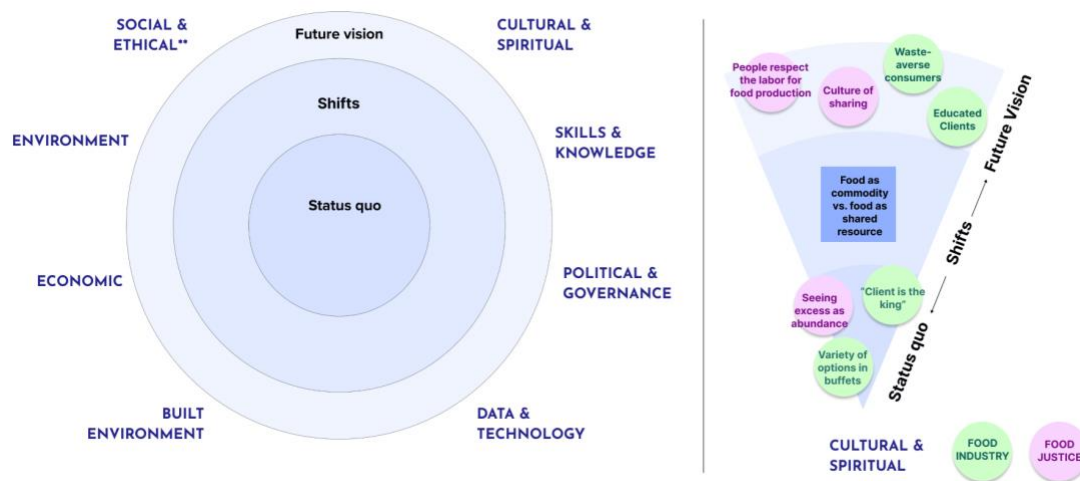 SOCIAL &
ETHICAL**
Future vision
CULTURAL &
SPIRITUAL
Shifts
ENVIRONMENT
SKILLS &
KNOWLEDGE
Status quo
ECONOMIC
POLITICAL &
GOVERNANCE
BUILT
ENVIRONMENT
DATA &
TECHNOLOGY
People respect
the labor for
food production
Culture of
sharing
Waste-
averse
consumers
Educated
Clients
Future Vision
Food as
commodity
vs. food as
shared
resource
Shifts
Seeing
excess as
abundance
"Client is the
king"
Variety of
options in
buffets
Status quo
CULTURAL &
SPIRITUAL
FOOD
INDUSTRY
FOOD
JUSTICE